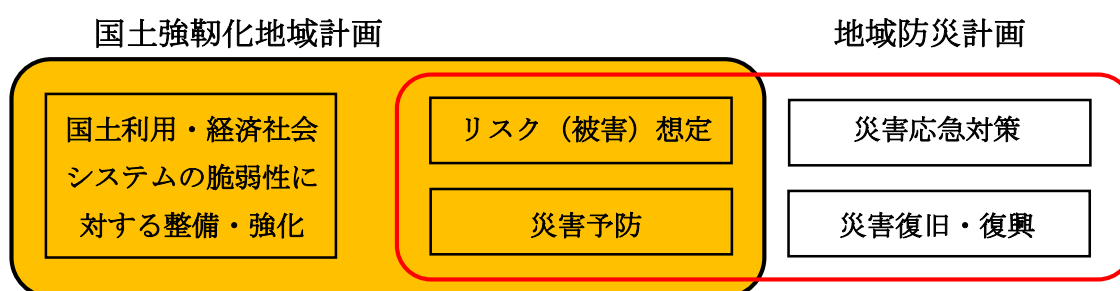 国土強靱化地域計画
地域防災計画
国土利用・経済社会
システムの脆弱性に
対する整備・強化
リスク（被害）想定
災害予防
災害応急対策
災害復旧・復興